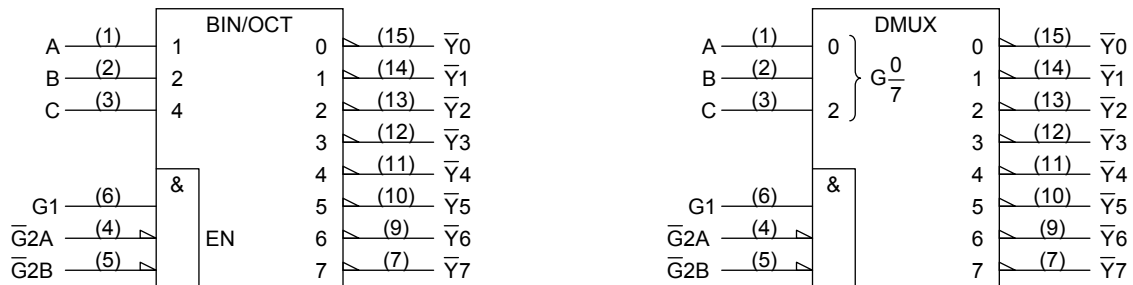 BIN/OCT
A (1) 1 0 (15) Y̅0
B (2) 2 1 (14) Y̅1
C (3) 4 2 (13) Y̅2
3 (12) Y̅3
& 4 (11) Y̅4
G1 (6) 5 (10) Y̅5
G̅2A (4) EN 6 (9) Y̅6
G̅2B (5) 7 (7) Y̅7
DMUX
A (1) 0 0 (15) Y̅0
B (2) G 0/7 1 (14) Y̅1
C (3) 2 2 (13) Y̅2
3 (12) Y̅3
& 4 (11) Y̅4
G1 (6) 5 (10) Y̅5
G̅2A (4) 6 (9) Y̅6
G̅2B (5) 7 (7) Y̅7